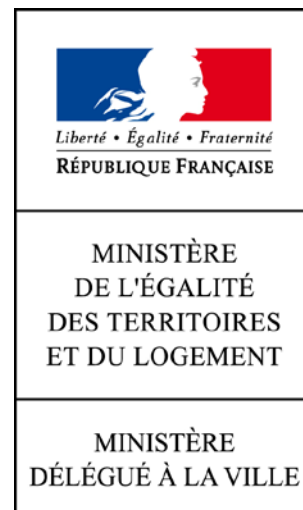 Liberté • Égalité • Fraternité
RÉPUBLIQUE FRANÇAISE
MINISTÈRE
DE L'ÉGALITÉ
DES TERRITOIRES
ET DU LOGEMENT
MINISTÈRE
DÉLÉGUÉ À LA VILLE